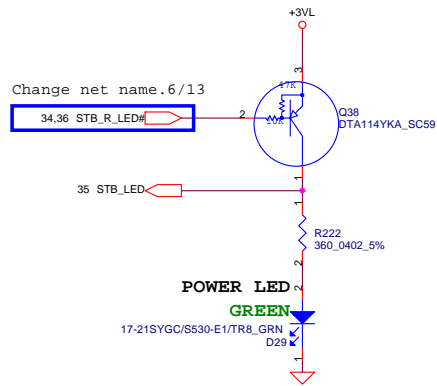 +3VL
3
Change net name.6/13
47K
34,36 STB_R_LED#
2
10K
Q38
DTA114YKA_SC59
1
35 STB_LED
1
R222
360_0402_5%
2
POWER LED
2
GREEN
17-21SYGC/S530-E1/TR8_GRN
D29
1